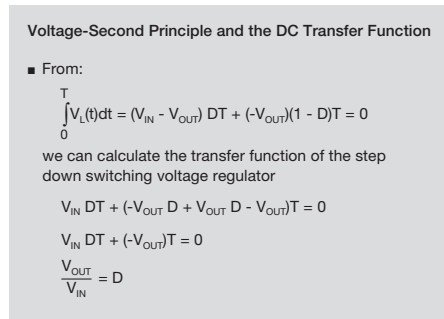 Voltage-Second Principle and the DC Transfer Function
■ From:
T
∫V_L(t)dt = (V_IN - V_OUT) DT + (-V_OUT)(1 - D)T = 0
0
we can calculate the transfer function of the step
down switching voltage regulator
V_IN DT + (-V_OUT D + V_OUT D - V_OUT)T = 0
V_IN DT + (-V_OUT)T = 0
V_OUT
= D
V_IN